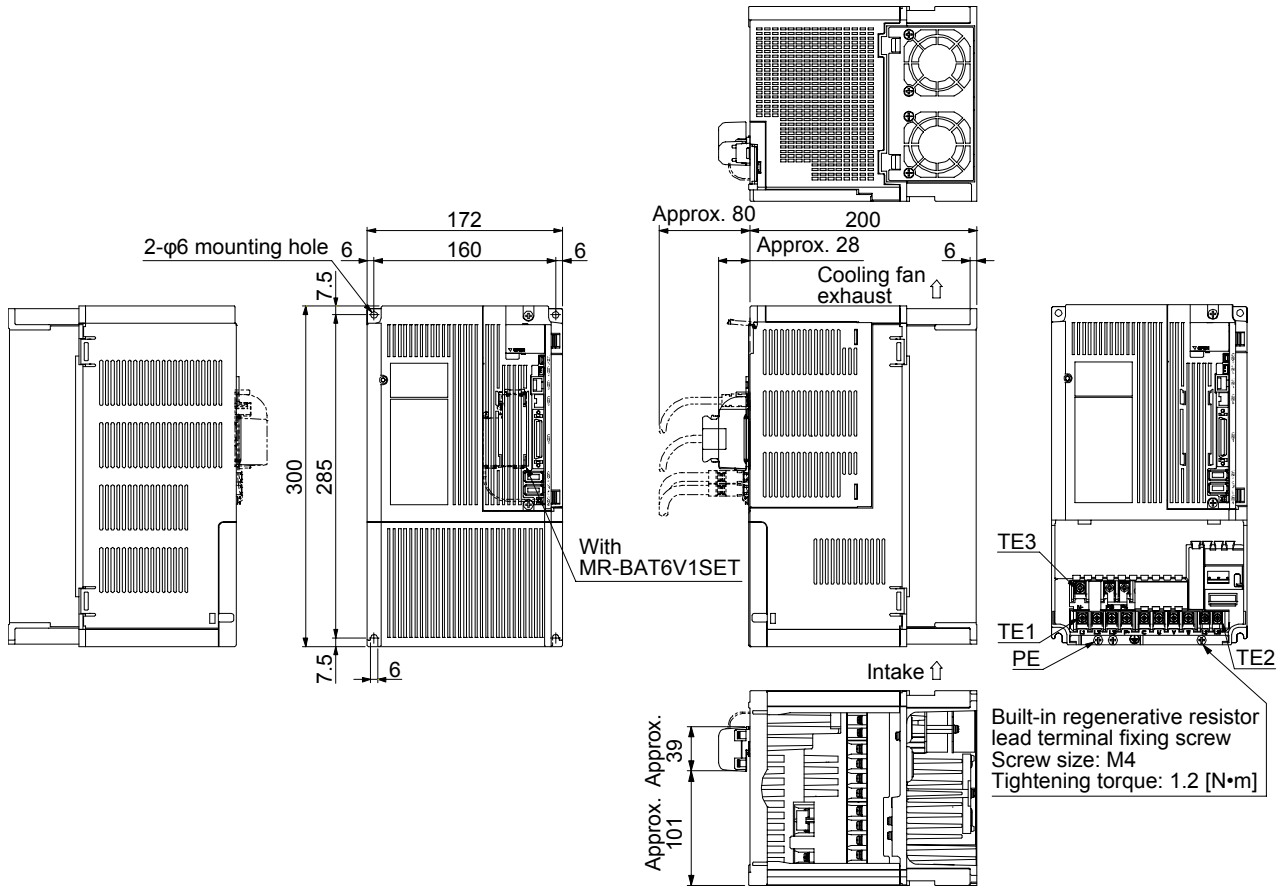 Approx. 80
200
172
2-φ6 mounting hole
6
160
6
Approx. 28
6
Cooling fan
exhaust
7.5
300
285
With
MR-BAT6V1SET
TE3
TE1
PE
TE2
7.5
6
Intake
Built-in regenerative resistor
lead terminal fixing screw
Screw size: M4
Tightening torque: 1.2 [N•m]
Approx.
39
Approx.
101